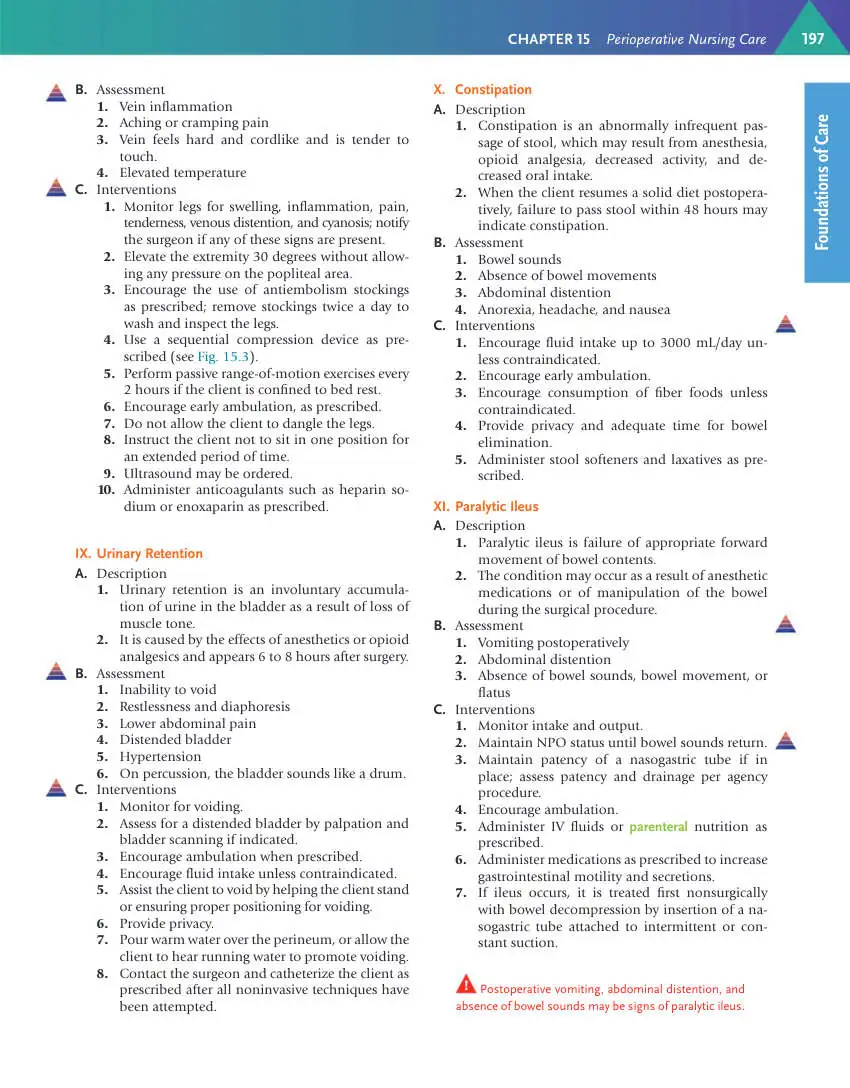 CHAPTER 15 Perioperative Nursing Care 197
B. Assessment
1. Vein inflammation
2. Aching or cramping pain
3. Vein feels hard and cordlike and is tender to
touch.
4. Elevated temperature
C. Interventions
1. Monitor legs for swelling, inflammation, pain,
tenderness, venous distention, and cyanosis; notify
the surgeon if any of these signs are present.
2. Elevate the extremity 30 degrees without allow-
ing any pressure on the popliteal area.
3. Encourage the use of antiembolism stockings
as prescribed; remove stockings twice a day to
wash and inspect the legs.
4. Use a sequential compression device as pre-
scribed (see Fig. 15.3).
5. Perform passive range-of-motion exercises every
2 hours if the client is confined to bed rest.
6. Encourage early ambulation, as prescribed.
7. Do not allow the client to dangle the legs.
8. Instruct the client not to sit in one position for
an extended period of time.
9. Ultrasound may be ordered.
10. Administer anticoagulants such as heparin so-
dium or enoxaparin as prescribed.
IX. Urinary Retention
A. Description
1. Urinary retention is an involuntary accumula-
tion of urine in the bladder as a result of loss of
muscle tone.
2. It is caused by the effects of anesthetics or opioid
analgesics and appears 6 to 8 hours after surgery.
B. Assessment
1. Inability to void
2. Restlessness and diaphoresis
3. Lower abdominal pain
4. Distended bladder
5. Hypertension
6. On percussion, the bladder sounds like a drum.
C. Interventions
1. Monitor for voiding.
2. Assess for a distended bladder by palpation and
bladder scanning if indicated.
3. Encourage ambulation when prescribed.
4. Encourage fluid intake unless contraindicated.
5. Assist the client to void by helping the client stand
or ensuring proper positioning for voiding.
6. Provide privacy.
7. Pour warm water over the perineum, or allow the
client to hear running water to promote voiding.
8. Contact the surgeon and catheterize the client as
prescribed after all noninvasive techniques have
been attempted.
X. Constipation
A. Description
1. Constipation is an abnormally infrequent pas-
sage of stool, which may result from anesthesia,
opioid analgesia, decreased activity, and de-
creased oral intake.
2. When the client resumes a solid diet postopera-
tively, failure to pass stool within 48 hours may
indicate constipation.
B. Assessment
1. Bowel sounds
2. Absence of bowel movements
3. Abdominal distention
4. Anorexia, headache, and nausea
C. Interventions
1. Encourage fluid intake up to 3000 mL/day un-
less contraindicated.
2. Encourage early ambulation.
3. Encourage consumption of fiber foods unless
contraindicated.
4. Provide privacy and adequate time for bowel
elimination.
5. Administer stool softeners and laxatives as pre-
scribed.
XI. Paralytic Ileus
A. Description
1. Paralytic ileus is failure of appropriate forward
movement of bowel contents.
2. The condition may occur as a result of anesthetic
medications or of manipulation of the bowel
during the surgical procedure.
B. Assessment
1. Vomiting postoperatively
2. Abdominal distention
3. Absence of bowel sounds, bowel movement, or
flatus
C. Interventions
1. Monitor intake and output.
2. Maintain NPO status until bowel sounds return.
3. Maintain patency of a nasogastric tube if in
place; assess patency and drainage per agency
procedure.
4. Encourage ambulation.
5. Administer IV fluids or parenteral nutrition as
prescribed.
6. Administer medications as prescribed to increase
gastrointestinal motility and secretions.
7. If ileus occurs, it is treated first nonsurgically
with bowel decompression by insertion of a na-
sogastric tube attached to intermittent or con-
stant suction.
Postoperative vomiting, abdominal distention, and
absence of bowel sounds may be signs of paralytic ileus.
Foundations of Care